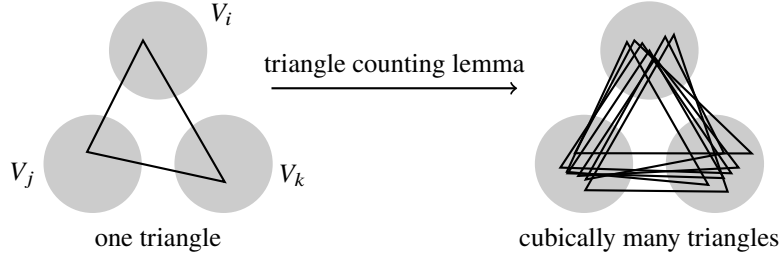 V_i
triangle counting lemma
V_j
V_k
one triangle
cubically many triangles